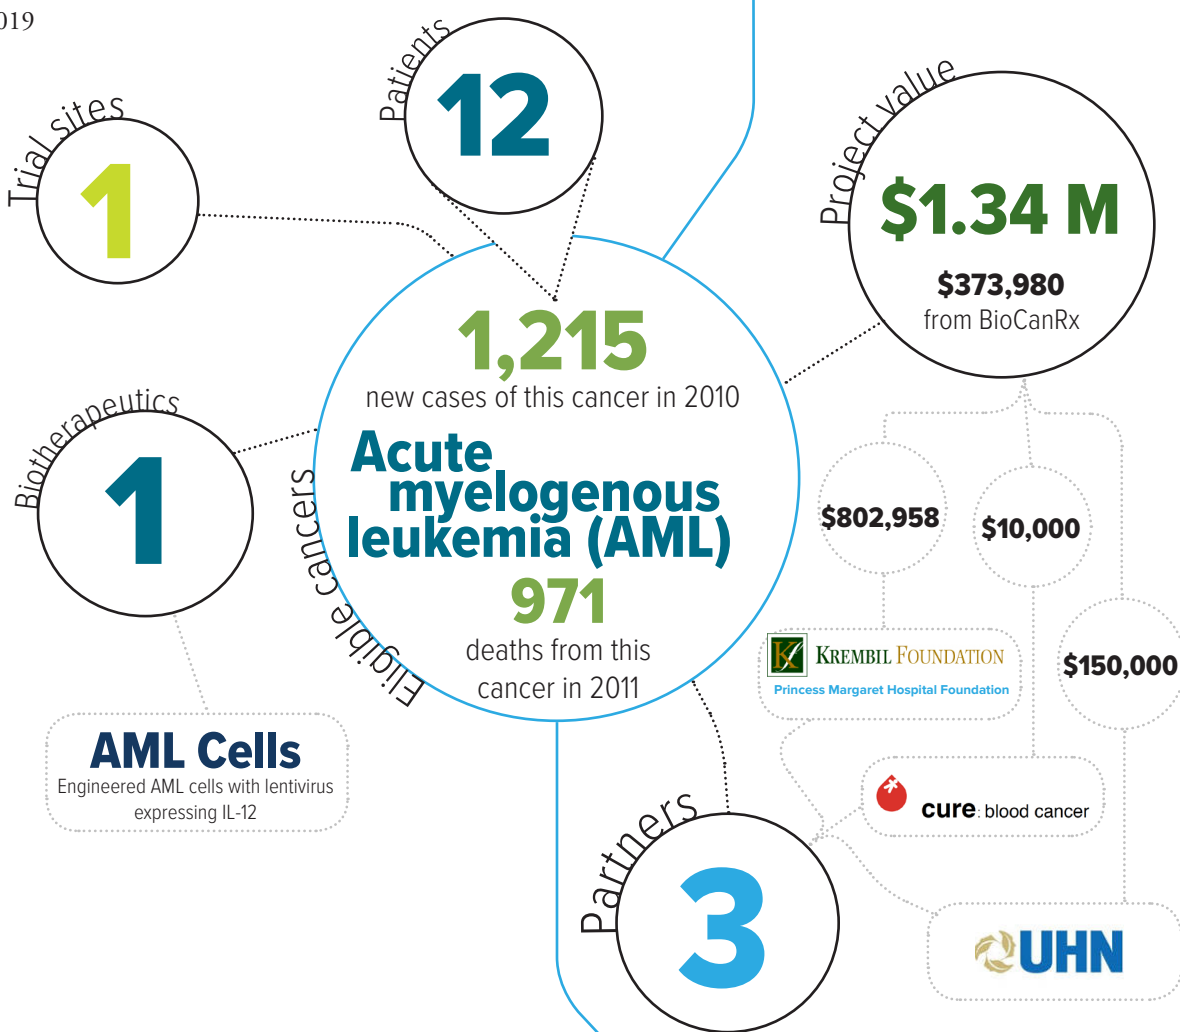 019
Patients
12
Trial sites
1
Project value
$1.34 M
$373,980
from BioCanRx
1,215
new cases of this cancer in 2010
Acute
myelogenous
leukemia (AML)
971
deaths from this
cancer in 2011
Eligible cancers
Biotherapeutics
1
AML Cells
Engineered AML cells with lentivirus
expressing IL-12
$802,958
$10,000
$150,000
KREMBIL FOUNDATION
Princess Margaret Hospital Foundation
cure: blood cancer
UHN
Partners
3